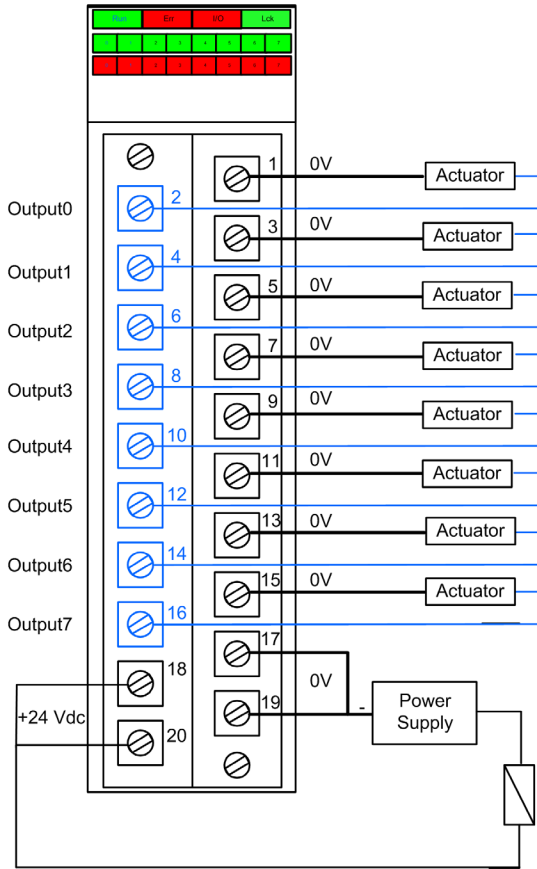 Run Err I/O Lck
1 0V Actuator
Output0 2
3 0V Actuator
Output1 4
5 0V Actuator
Output2 6
7 0V Actuator
Output3 8
9 0V Actuator
Output4 10
11 0V Actuator
Output5 12
13 0V Actuator
Output6 14
15 0V Actuator
Output7 16
17
18
0V
19
- Power
Supply
+24 Vdc
20